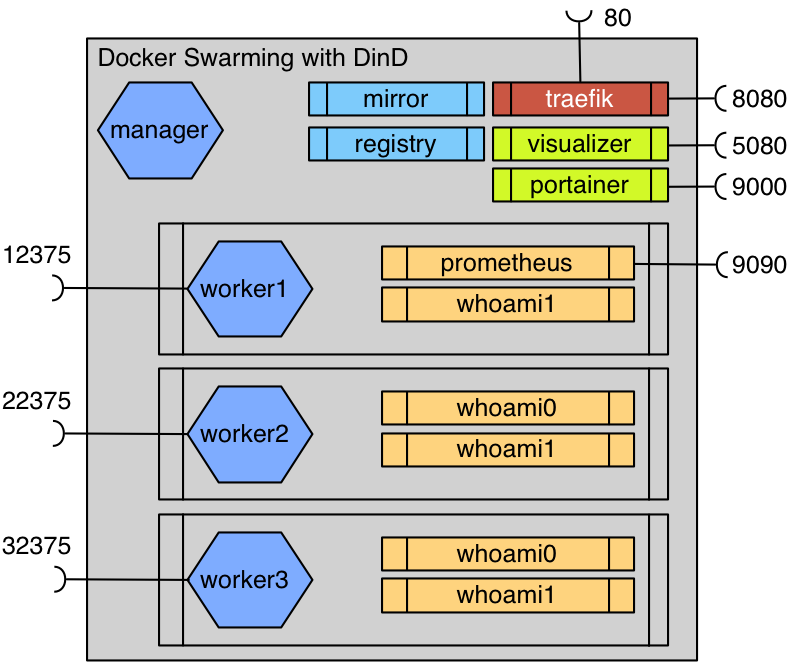 80
Docker Swarming with DinD
manager
mirror
traefik
8080
registry
visualizer
5080
portainer
9000
12375
worker1
prometheus
9090
whoami1
22375
worker2
whoami0
whoami1
32375
worker3
whoami0
whoami1